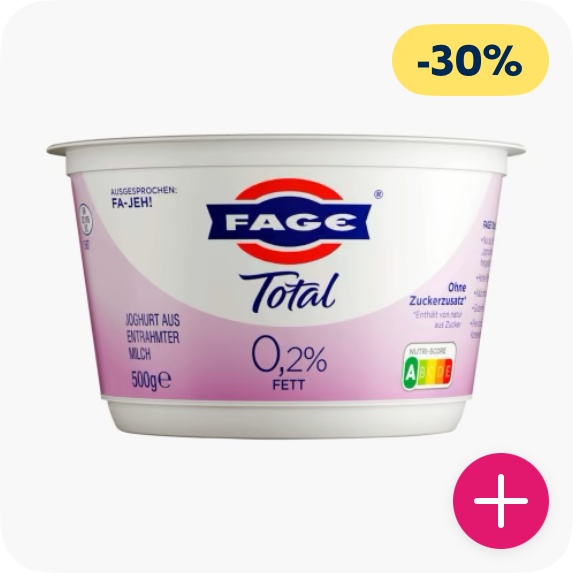 -30%
AUSGESPROCHEN:
FA-JEH!
FAGE®
Total
Ohne
Zuckerzusatz*
*Enthält von natur
aus Zucker
JOGHURT AUS
ENTRAHMTER
MILCH
500g℮
0,2%
FETT
NUTRI-SCORE
A B C D E